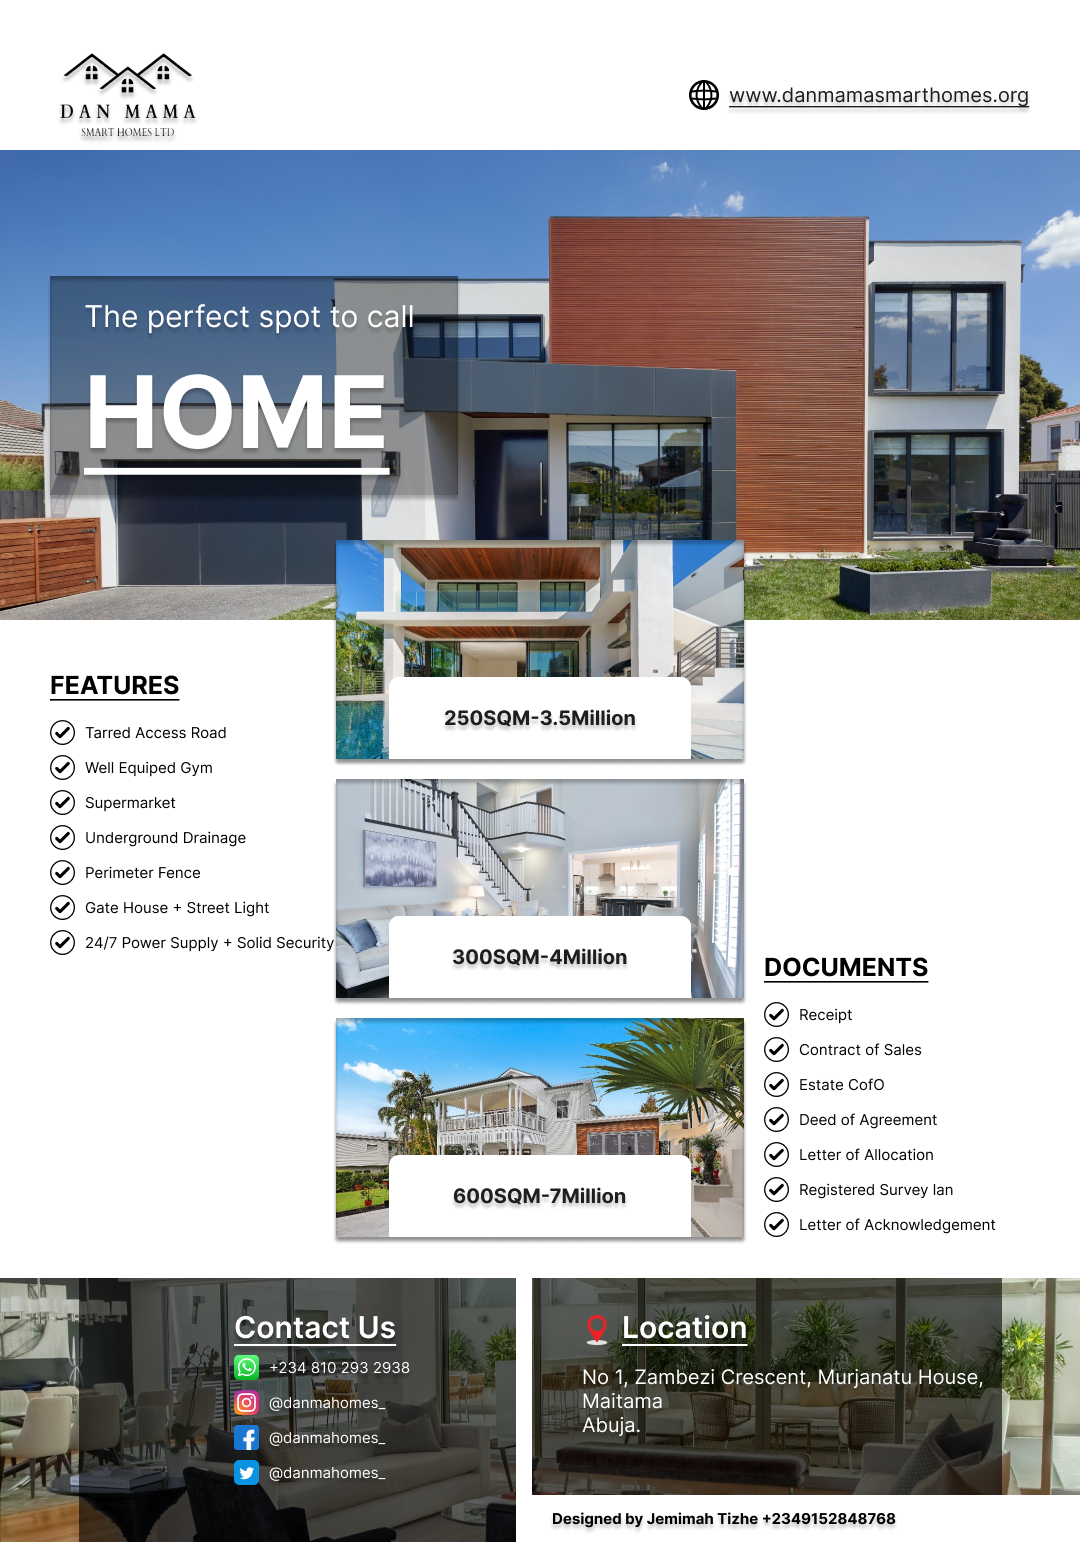 DAN MAMA
SMART HOMES LTD
www.danmamasmarthomes.org
The perfect spot to call
HOME
250SQM-3.5Million
300SQM-4Million
600SQM-7Million
FEATURES
Tarred Access Road
Well Equiped Gym
Supermarket
Underground Drainage
Perimeter Fence
Gate House + Street Light
24/7 Power Supply + Solid Security
DOCUMENTS
Receipt
Contract of Sales
Estate CofO
Deed of Agreement
Letter of Allocation
Registered Survey lan
Letter of Acknowledgement
Contact Us
+234 810 293 2938
@danmahomes_
@danmahomes_
@danmahomes_
Location
No 1, Zambezi Crescent, Murjanatu House,
Maitama
Abuja.
Designed by Jemimah Tizhe +2349152848768